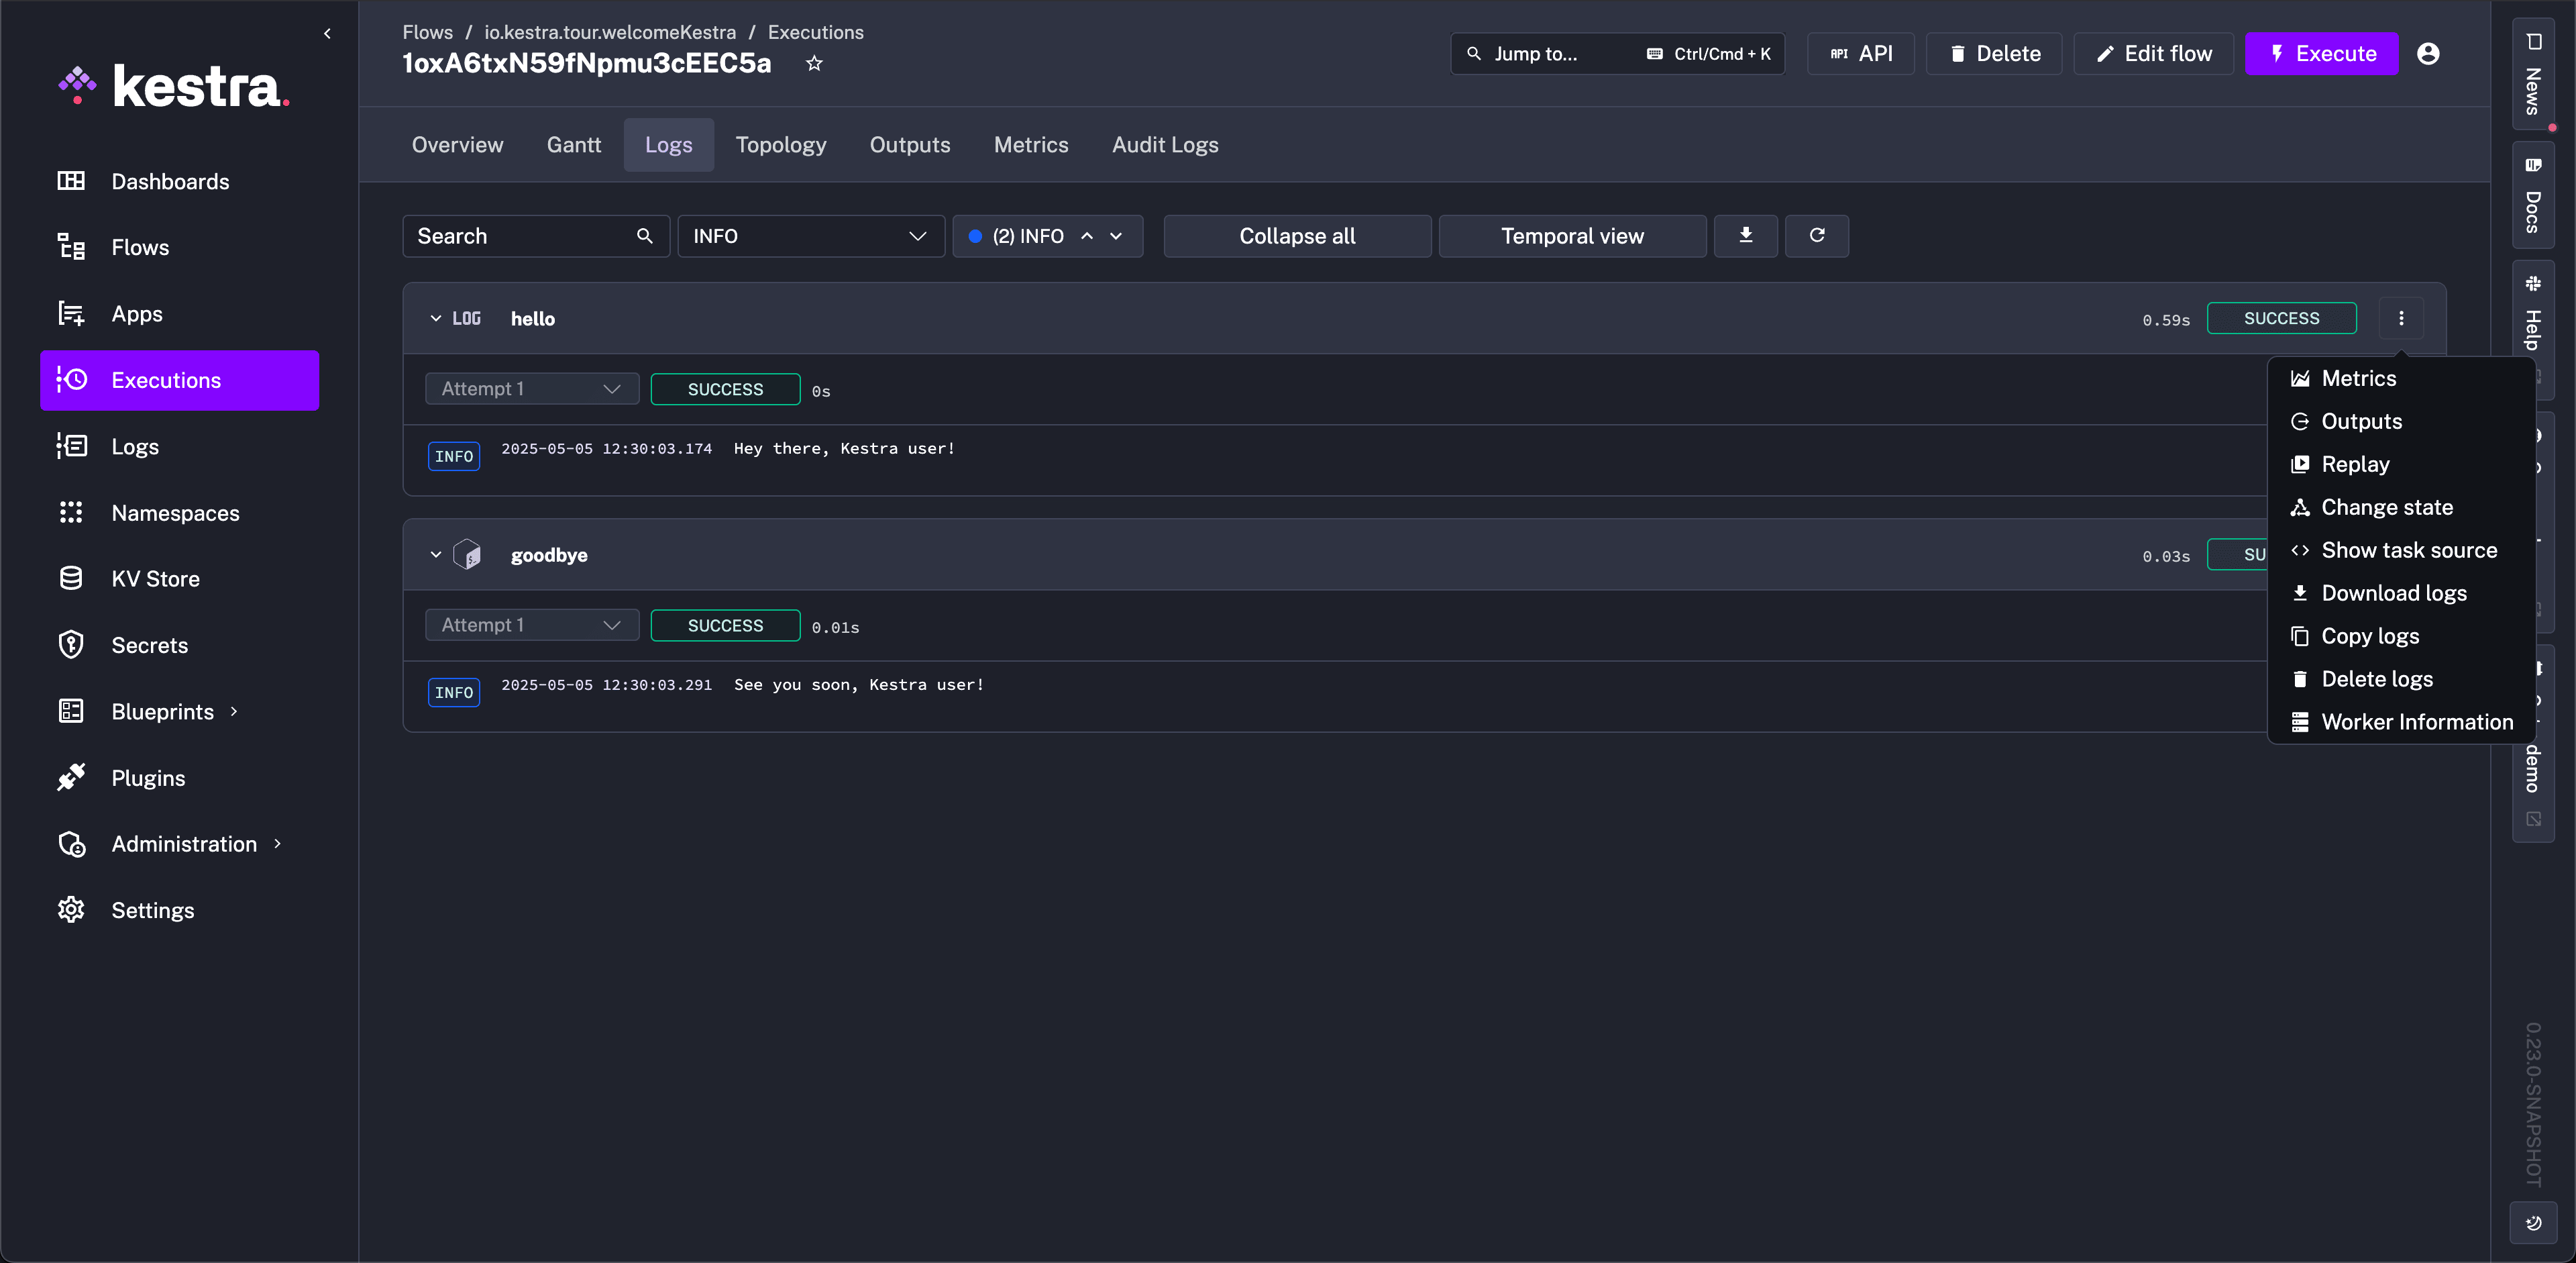 kestra.
Dashboards
Flows
Apps
Executions
Logs
Namespaces
KV Store
Secrets
Blueprints
Plugins
Administration
Settings
Flows / io.kestra.tour.welcomeKestra / Executions
1oxA6txN59fNpmu3cEEC5a
Jump to... Ctrl/Cmd + K
API API
Delete
Edit flow
Execute
Overview
Gantt
Logs
Topology
Outputs
Metrics
Audit Logs
Search
INFO
(2) INFO
Collapse all
Temporal view
LOG hello 0.59s SUCCESS
Attempt 1 SUCCESS 0s
INFO 2025-05-05 12:30:03.174 Hey there, Kestra user!
goodbye 0.03s SU
Attempt 1 SUCCESS 0.01s
INFO 2025-05-05 12:30:03.291 See you soon, Kestra user!
Metrics
Outputs
Replay
Change state
Show task source
Download logs
Copy logs
Delete logs
Worker Information
News
Docs
Help
demo
0.23.0-SNAPSHOT